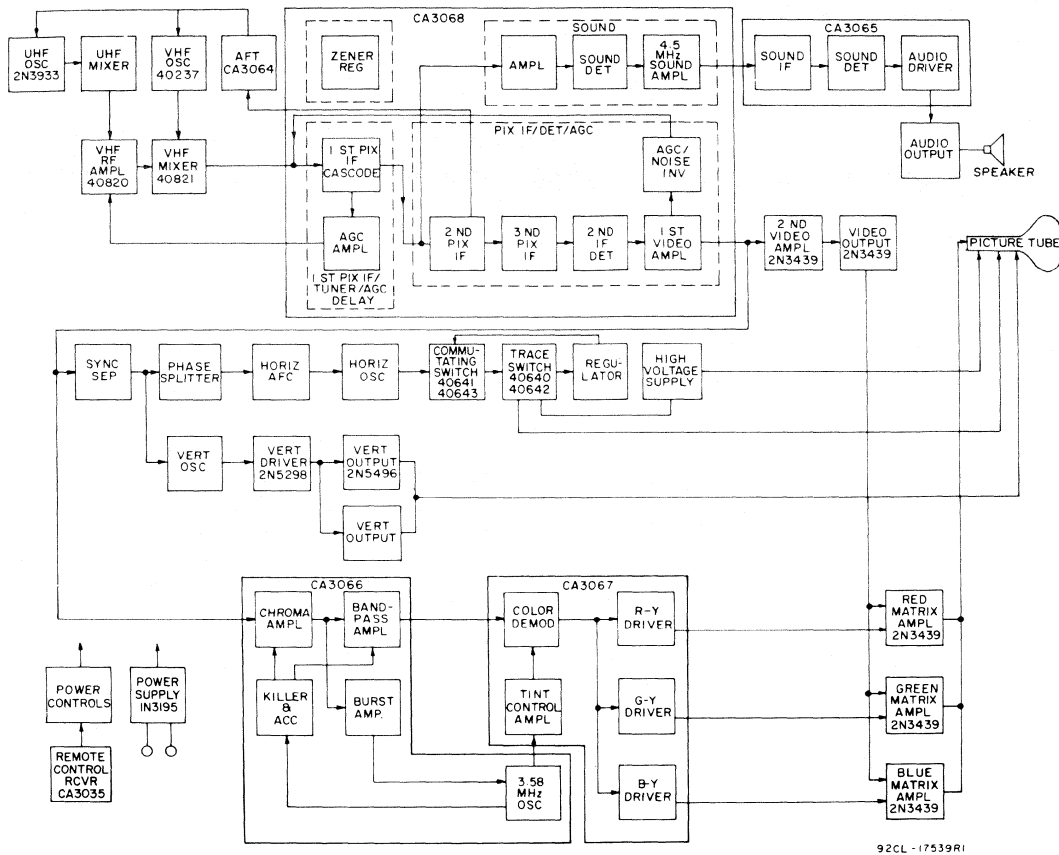 CA3068
SOUND
CA3065
UHF
OSC
2N3933
UHF
MIXER
VHF
OSC
40237
AFT
CA3064
ZENER
REG
AMPL
SOUND
DET
4.5
MHz
SOUND
AMPL
SOUND
IF
SOUND
DET
AUDIO
DRIVER
PIX IF/DET/AGC
VHF
RF
AMPL
40820
VHF
MIXER
40821
1 ST PIX
IF
CASCODE
AGC/
NOISE
INV
AUDIO
OUTPUT
SPEAKER
AGC
AMPL
2 ND
PIX
IF
3 ND
PIX
IF
2 ND
IF
DET
1 ST
VIDEO
AMPL
2 ND
VIDEO
AMPL
2N3439
VIDEO
OUTPUT
2N3439
PICTURE TUBE
1 ST PIX IF/
TUNER/AGC
DELAY
SYNC
SEP
PHASE
SPLITTER
HORIZ
AFC
HORIZ
OSC
COMMU-
TATING
SWITCH
40641
40643
TRACE
SWITCH
40640
40642
REGU-
LATOR
HIGH
VOLTAGE
SUPPLY
VERT
OSC
VERT
DRIVER
2N5298
VERT
OUTPUT
2N5496
VERT
OUTPUT
CA3066
CA3067
CHROMA
AMPL
BAND-
PASS
AMPL
COLOR
DEMOD
R-Y
DRIVER
RED
MATRIX
AMPL
2N3439
POWER
CONTROLS
POWER
SUPPLY
IN3195
KILLER
&
ACC
BURST
AMP.
TINT
CONTROL
AMPL
G-Y
DRIVER
GREEN
MATRIX
AMPL
2N3439
REMOTE
CONTROL
RCVR
CA3035
3.58
MHz
OSC
B-Y
DRIVER
BLUE
MATRIX
AMPL
2N3439
92CL-17539R1